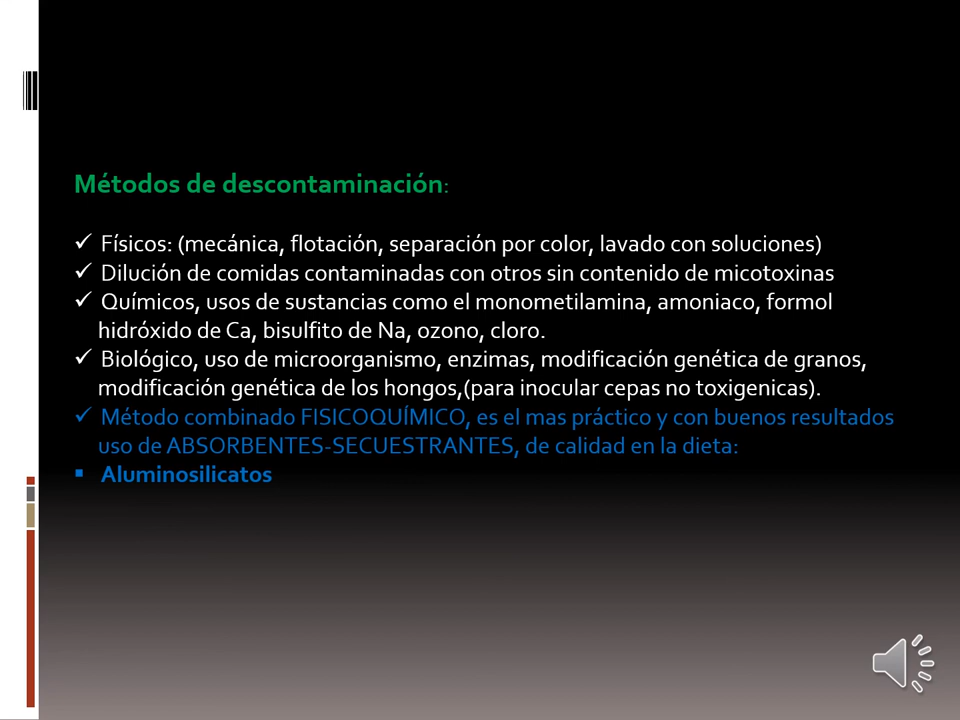 Métodos de descontaminación:
✓ Físicos: (mecánica, flotación, separación por color, lavado con soluciones)
✓ Dilución de comidas contaminadas con otros sin contenido de micotoxinas
✓ Químicos, usos de sustancias como el monometilamina, amoniaco, formol
hidróxido de Ca, bisulfito de Na, ozono, cloro.
✓ Biológico, uso de microorganismo, enzimas, modificación genética de granos,
modificación genética de los hongos,(para inocular cepas no toxigenicas).
✓ Método combinado FISICOQUÍMICO, es el mas práctico y con buenos resultados
uso de ABSORBENTES-SECUESTRANTES, de calidad en la dieta:
▪ Aluminosilicatos